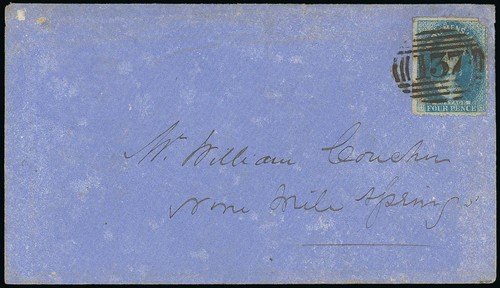 137
FOUR PENCE
Mr William
Nine Mile Springs